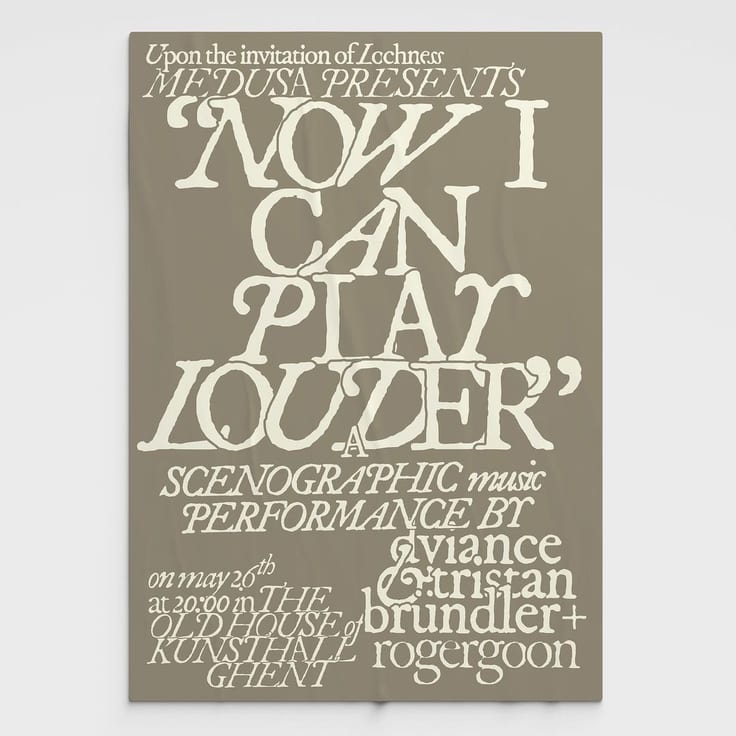 Upon the invitation of Lochness
MEDUSA PRESENTS
“NOW I
CAN
PLAY
LOUDER”
A
SCENOGRAPHIC music
PERFORMANCE BY
dviance
& tristan
brundler +
rogergoon
on may 26th
at 20:00 in THE
OLD HOUSE of
KUNSTHALL
GHENT